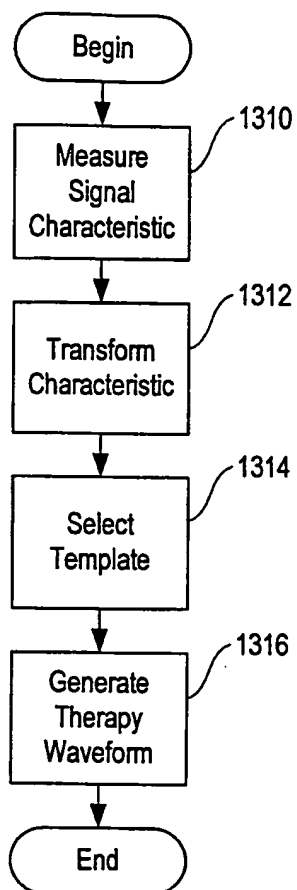 Begin
1310
Measure
Signal
Characteristic
1312
Transform
Characteristic
1314
Select
Template
1316
Generate
Therapy
Waveform
End